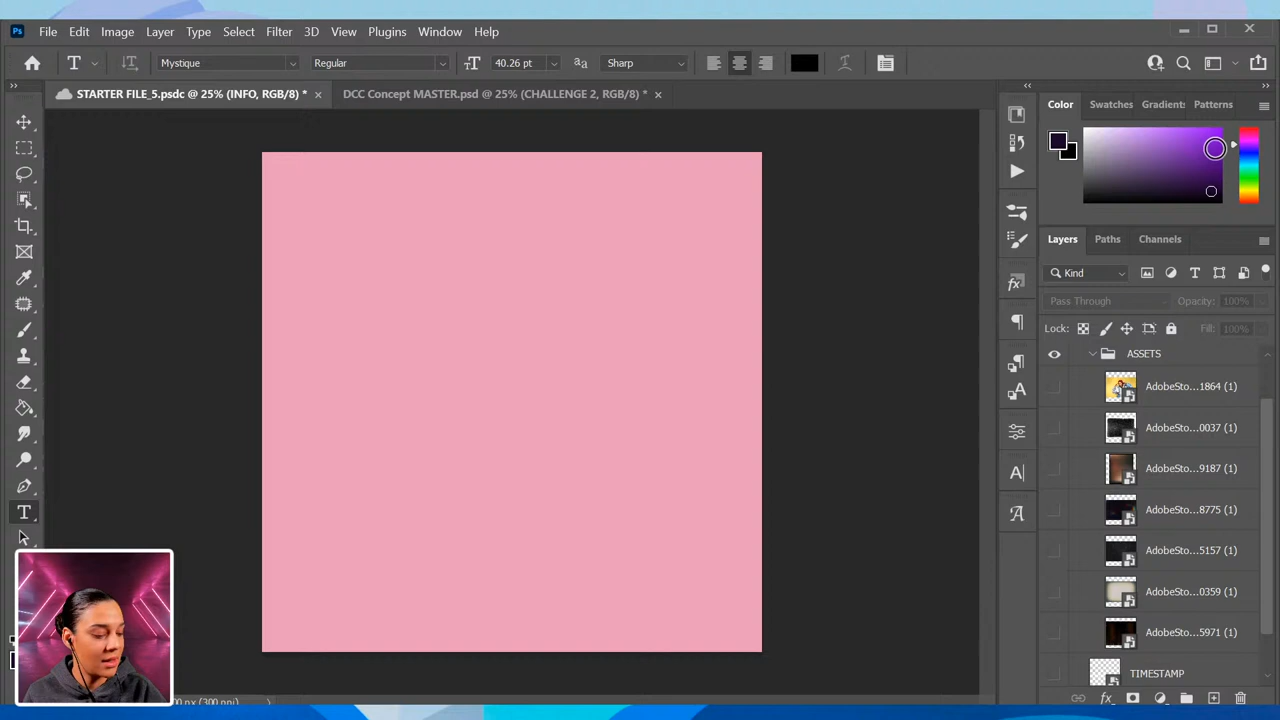 Ps File Edit Image Layer Type Select Filter 3D View Plugins Window Help
T Mystique Regular 40.26 pt Sharp
STARTER FILE_5.psdc @ 25% (INFO, RGB/8) * × DCC Concept MASTER.psd @ 25% (CHALLENGE 2, RGB/8) * ×
Color Swatches Gradient: Patterns
Layers Paths Channels
Kind
Pass Through Opacity: 100%
Lock: Fill: 100%
ASSETS
AdobeSto...1864 (1)
AdobeSto...0037 (1)
AdobeSto...9187 (1)
AdobeSto...8775 (1)
AdobeSto...5157 (1)
AdobeSto...0359 (1)
AdobeSto...5971 (1)
TIMESTAMP